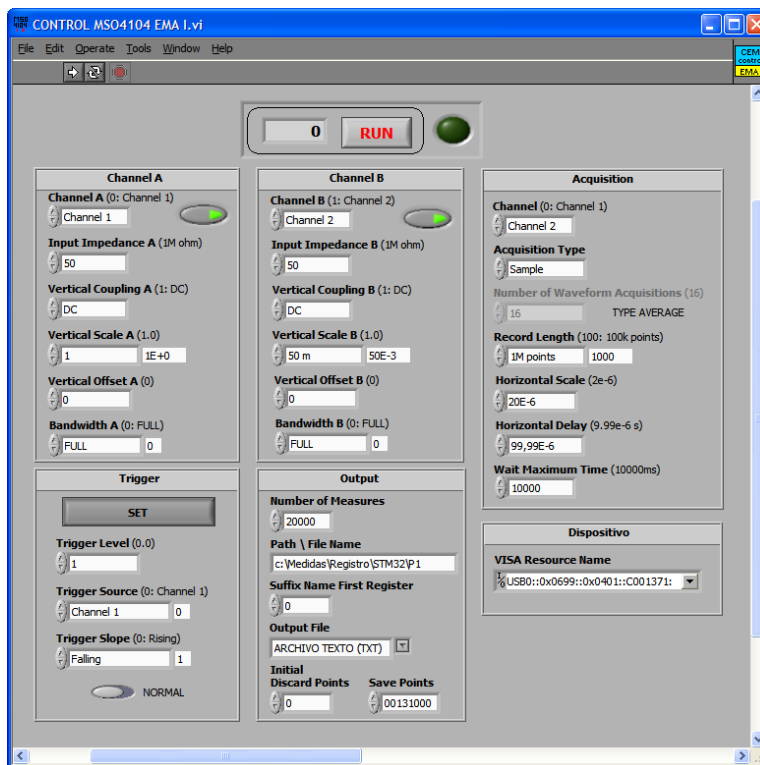 CONTROL MSO4104 EMA I.vi
File Edit Operate Tools Window Help
CEM
control
EMA
0 RUN
Channel A
Channel A (0: Channel 1)
Channel 1
Input Impedance A (1M ohm)
50
Vertical Coupling A (1: DC)
DC
Vertical Scale A (1.0)
1 1E+0
Vertical Offset A (0)
0
Bandwidth A (0: FULL)
FULL 0
Channel B
Channel B (1: Channel 2)
Channel 2
Input Impedance B (1M ohm)
50
Vertical Coupling B (1: DC)
DC
Vertical Scale B (1.0)
50 m 50E-3
Vertical Offset B (0)
0
Bandwidth B (0: FULL)
FULL 0
Acquisition
Channel (0: Channel 1)
Channel 2
Acquisition Type
Sample
Number of Waveform Acquisitions (16)
16 TYPE AVERAGE
Record Length (100: 100k points)
1M points 1000
Horizontal Scale (2e-6)
20E-6
Horizontal Delay (9.99e-6 s)
99,99E-6
Wait Maximum Time (10000ms)
10000
Trigger
SET
Trigger Level (0.0)
1
Trigger Source (0: Channel 1)
Channel 1 0
Trigger Slope (0: Rising)
Falling 1
NORMAL
Output
Number of Measures
20000
Path \ File Name
c:\Medidas\Registro\STM32\P1
Suffix Name First Register
0
Output File
ARCHIVO TEXTO (TXT)
Initial
Discard Points Save Points
0 00131000
Dispositivo
VISA Resource Name
USB0::0x0699::0x0401::C001371: